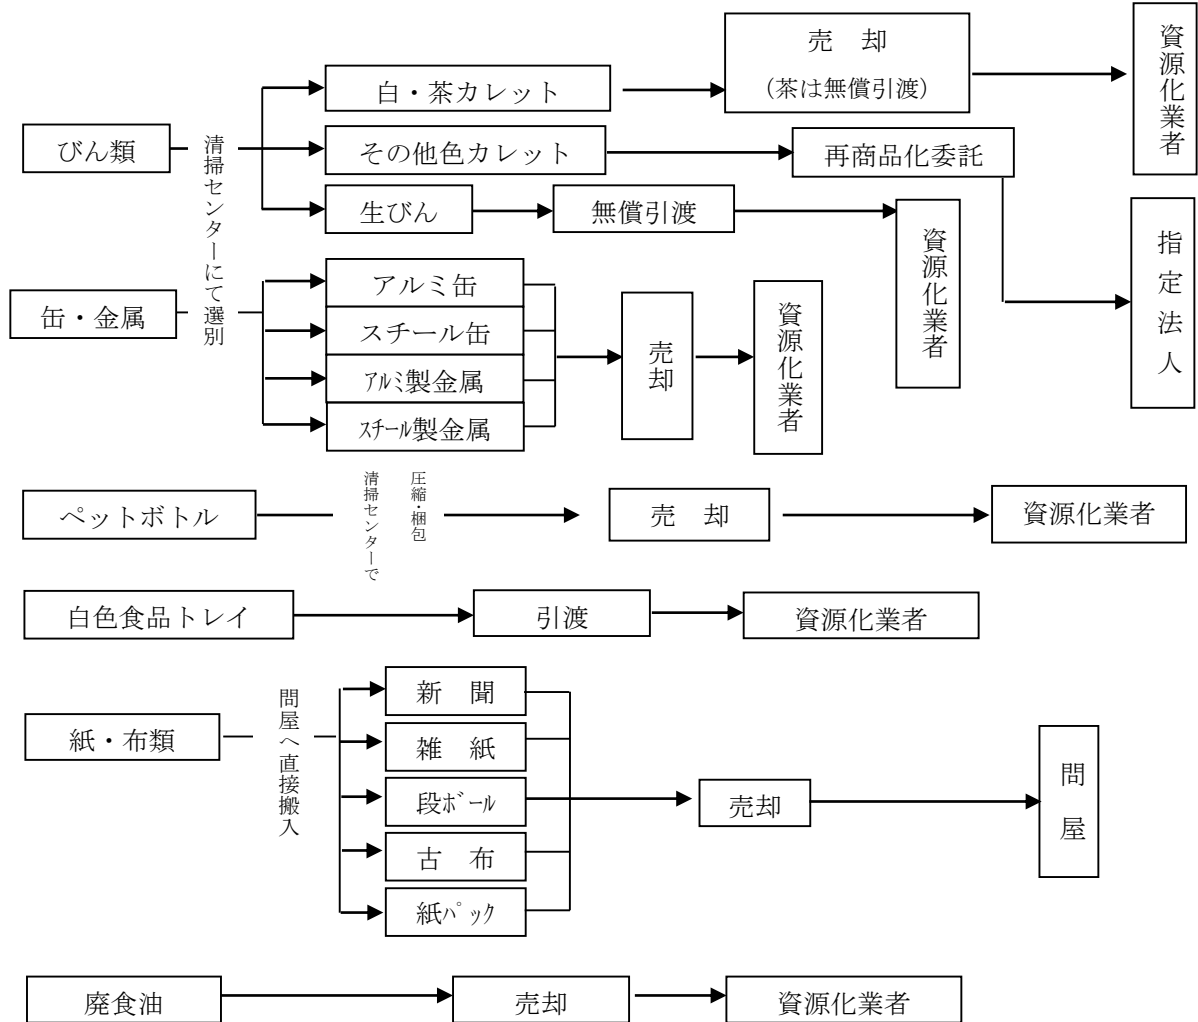 びん類
清掃センターにて選別
白・茶カレット
売　却
（茶は無償引渡）
資源化業者
その他色カレット
再商品化委託
指定法人
生びん
無償引渡
資源化業者
缶・金属
アルミ缶
スチール缶
ｱﾙﾐ製金属
ｽﾁｰﾙ製金属
売却
資源化業者
ペットボトル
清掃センターで
圧縮・梱包
売　却
資源化業者
白色食品トレイ
引渡
資源化業者
紙・布類
問屋へ直接搬入
新　聞
雑　紙
段ﾎﾞｰﾙ
古　布
紙ﾊﾟｯｸ
売却
問屋
廃食油
売却
資源化業者